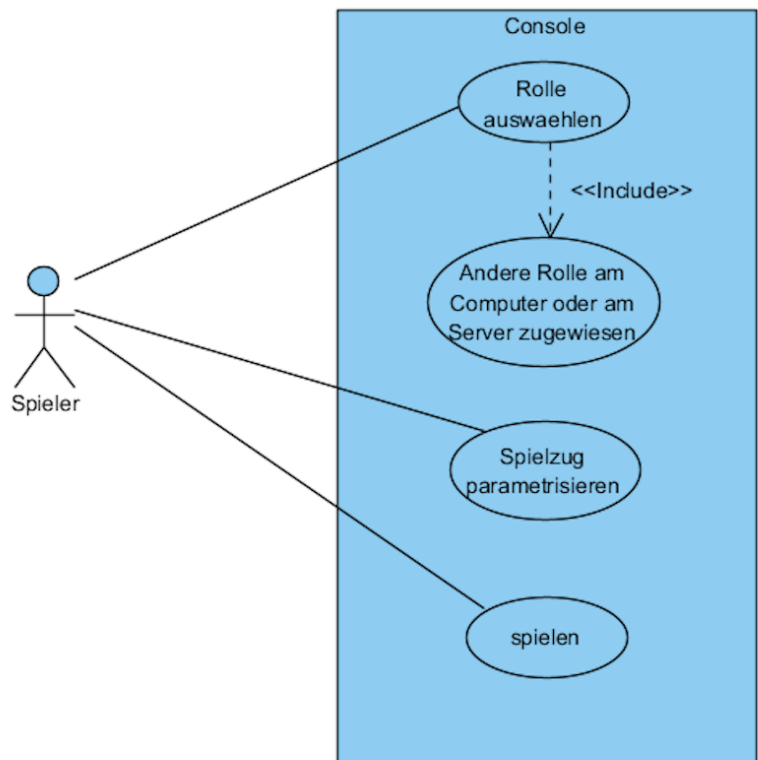 Console
Rolle
auswaehlen
<<Include>>
Andere Rolle am
Computer oder am
Server zugewiesen
Spieler
Spielzug
parametrisieren
spielen